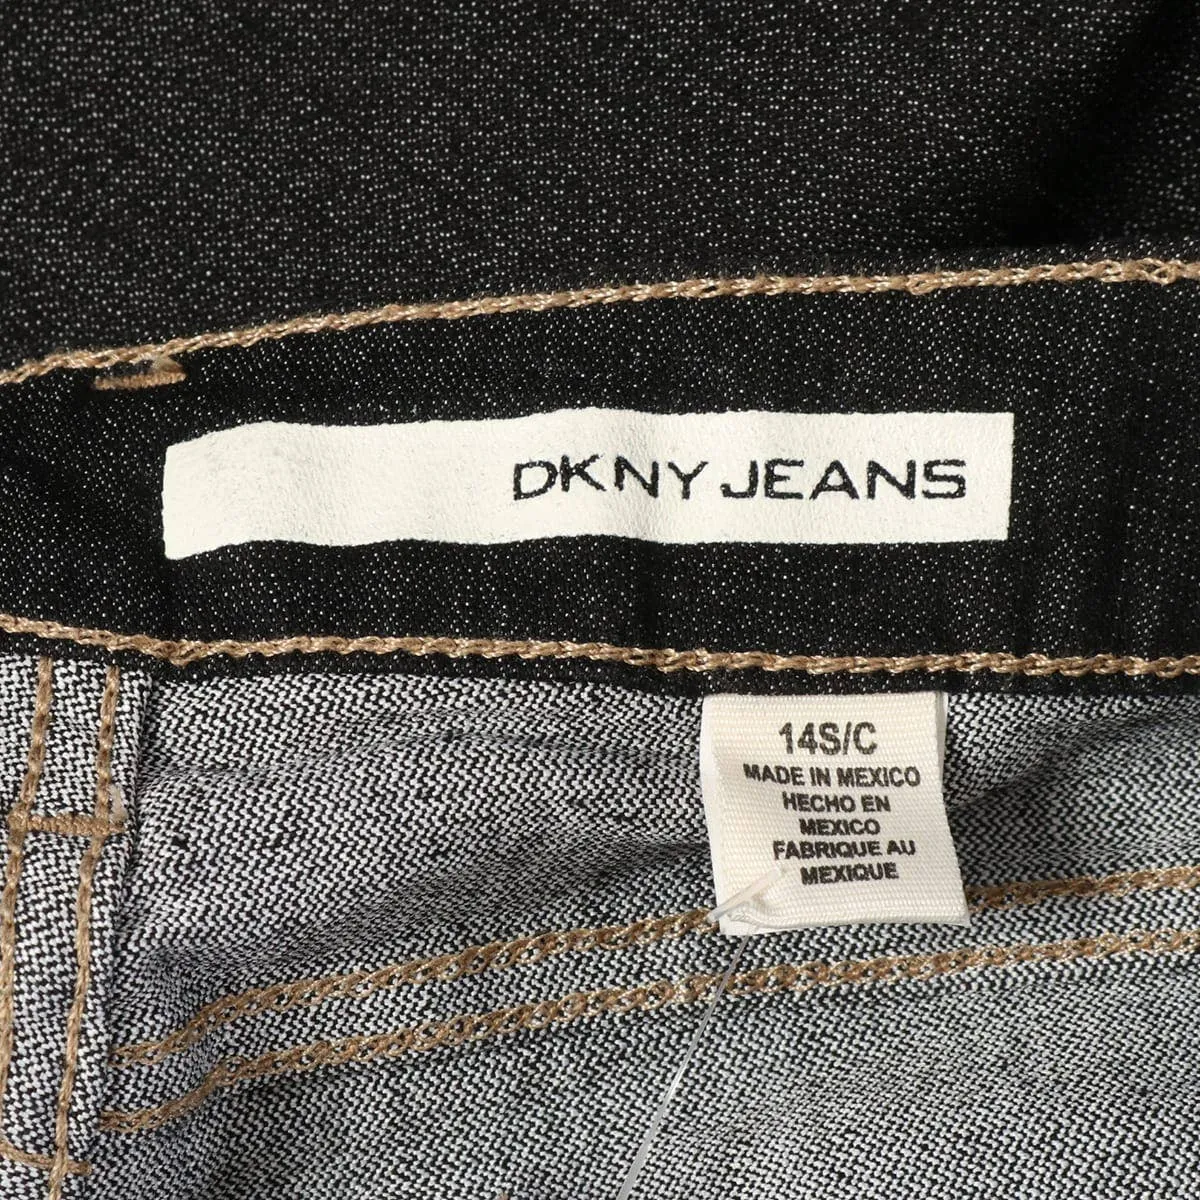 DKNY JEANS
14S/C
MADE IN MEXICO
HECHO EN
MEXICO
FABRIQUE AU
MEXIQUE